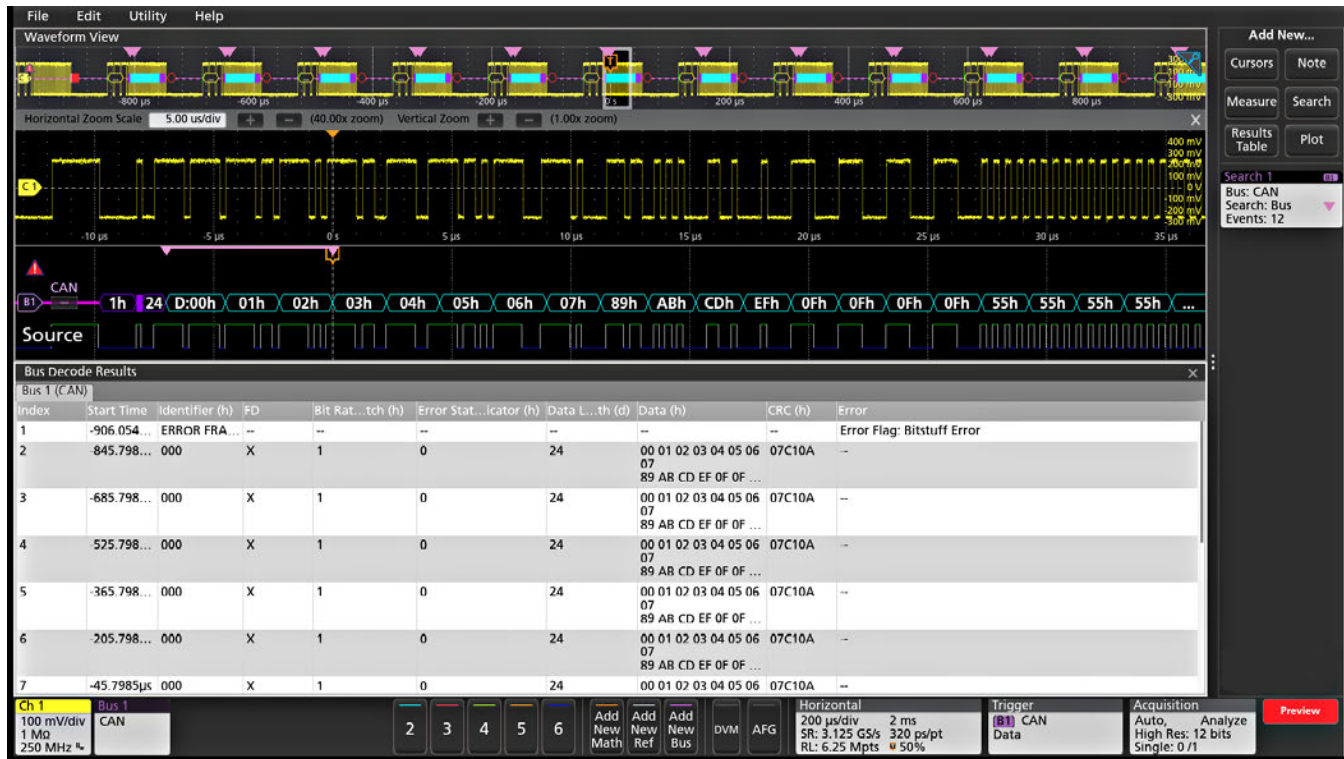 File Edit Utility Help
Waveform View
Add New...
Cursors Note
Measure Search
Results Table Plot
-800 µs -600 µs -400 µs -200 µs 0 s 200 µs 400 µs 600 µs 800 µs
Horizontal Zoom Scale 5.00 us/div + − (40.00x zoom) Vertical Zoom + − (1.00x zoom) X
Search 1 B1
Bus: CAN
Search: Bus
Events: 12
400 mV
300 mV
200 mV
100 mV
C 1 0 V
-100 mV
-200 mV
-300 mV
-10 µs -5 µs 0 s 5 µs 10 µs 15 µs 20 µs 25 µs 30 µs 35 µs
CAN
B1 1h 24 D:00h 01h 02h 03h 04h 05h 06h 07h 89h ABh CDh EFh 0Fh 0Fh 0Fh 0Fh 55h 55h 55h 55h ...
Source
Bus Decode Results X
Bus 1 (CAN)
Index Start Time Identifier (h) FD Bit Rat...tch (h) Error Stat...icator (h) Data L...th (d) Data (h) CRC (h) Error
1 -906.054... ERROR FRA... -- -- -- -- -- -- Error Flag: Bitstuff Error
2 -845.798... 000 X 1 0 24 00 01 02 03 04 05 06 07C10A --
07
89 AB CD EF 0F 0F ...
3 -685.798... 000 X 1 0 24 00 01 02 03 04 05 06 07C10A --
07
89 AB CD EF 0F 0F ...
4 525.798... 000 X 1 0 24 00 01 02 03 04 05 06 07C10A --
07
89 AB CD EF 0F 0F ...
5 -365.798... 000 X 1 0 24 00 01 02 03 04 05 06 07C10A --
07
89 AB CD EF 0F 0F ...
6 -205.798... 000 X 1 0 24 00 01 02 03 04 05 06 07C10A --
07
89 AB CD EF 0F 0F ...
7 -45.7985µs 000 X 1 0 24 00 01 02 03 04 05 06 07C10A --
Ch 1
100 mV/div
1 MΩ
250 MHz
Bus 1
CAN
2 3 4 5 6
Add New Math
Add New Ref
Add New Bus
DVM AFG
Horizontal
200 µs/div 2 ms
SR: 3.125 GS/s 320 ps/pt
RL: 6.25 Mpts 50%
Trigger
B1 CAN
Data
Acquisition
Auto, Analyze
High Res: 12 bits
Single: 0 /1
Preview